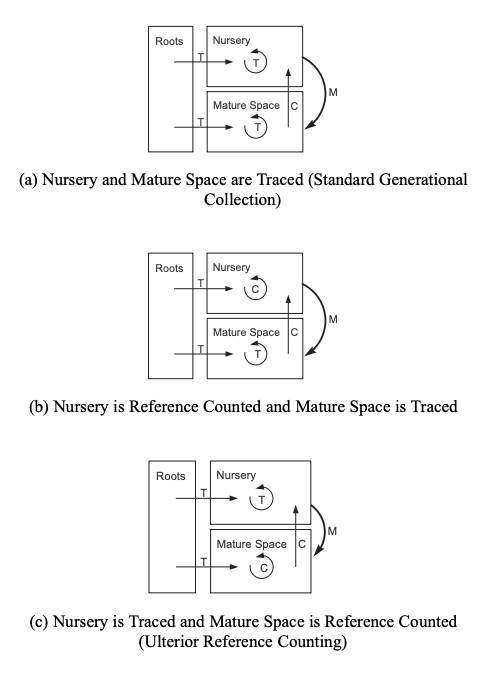 Roots
Nursery
T
T
M
Mature Space
C
T
T
(a) Nursery and Mature Space are Traced (Standard Generational
Collection)
Roots
Nursery
T
C
M
Mature Space
C
T
T
(b) Nursery is Reference Counted and Mature Space is Traced
Roots
Nursery
T
T
M
Mature Space
C
T
C
(c) Nursery is Traced and Mature Space is Reference Counted
(Ulterior Reference Counting)